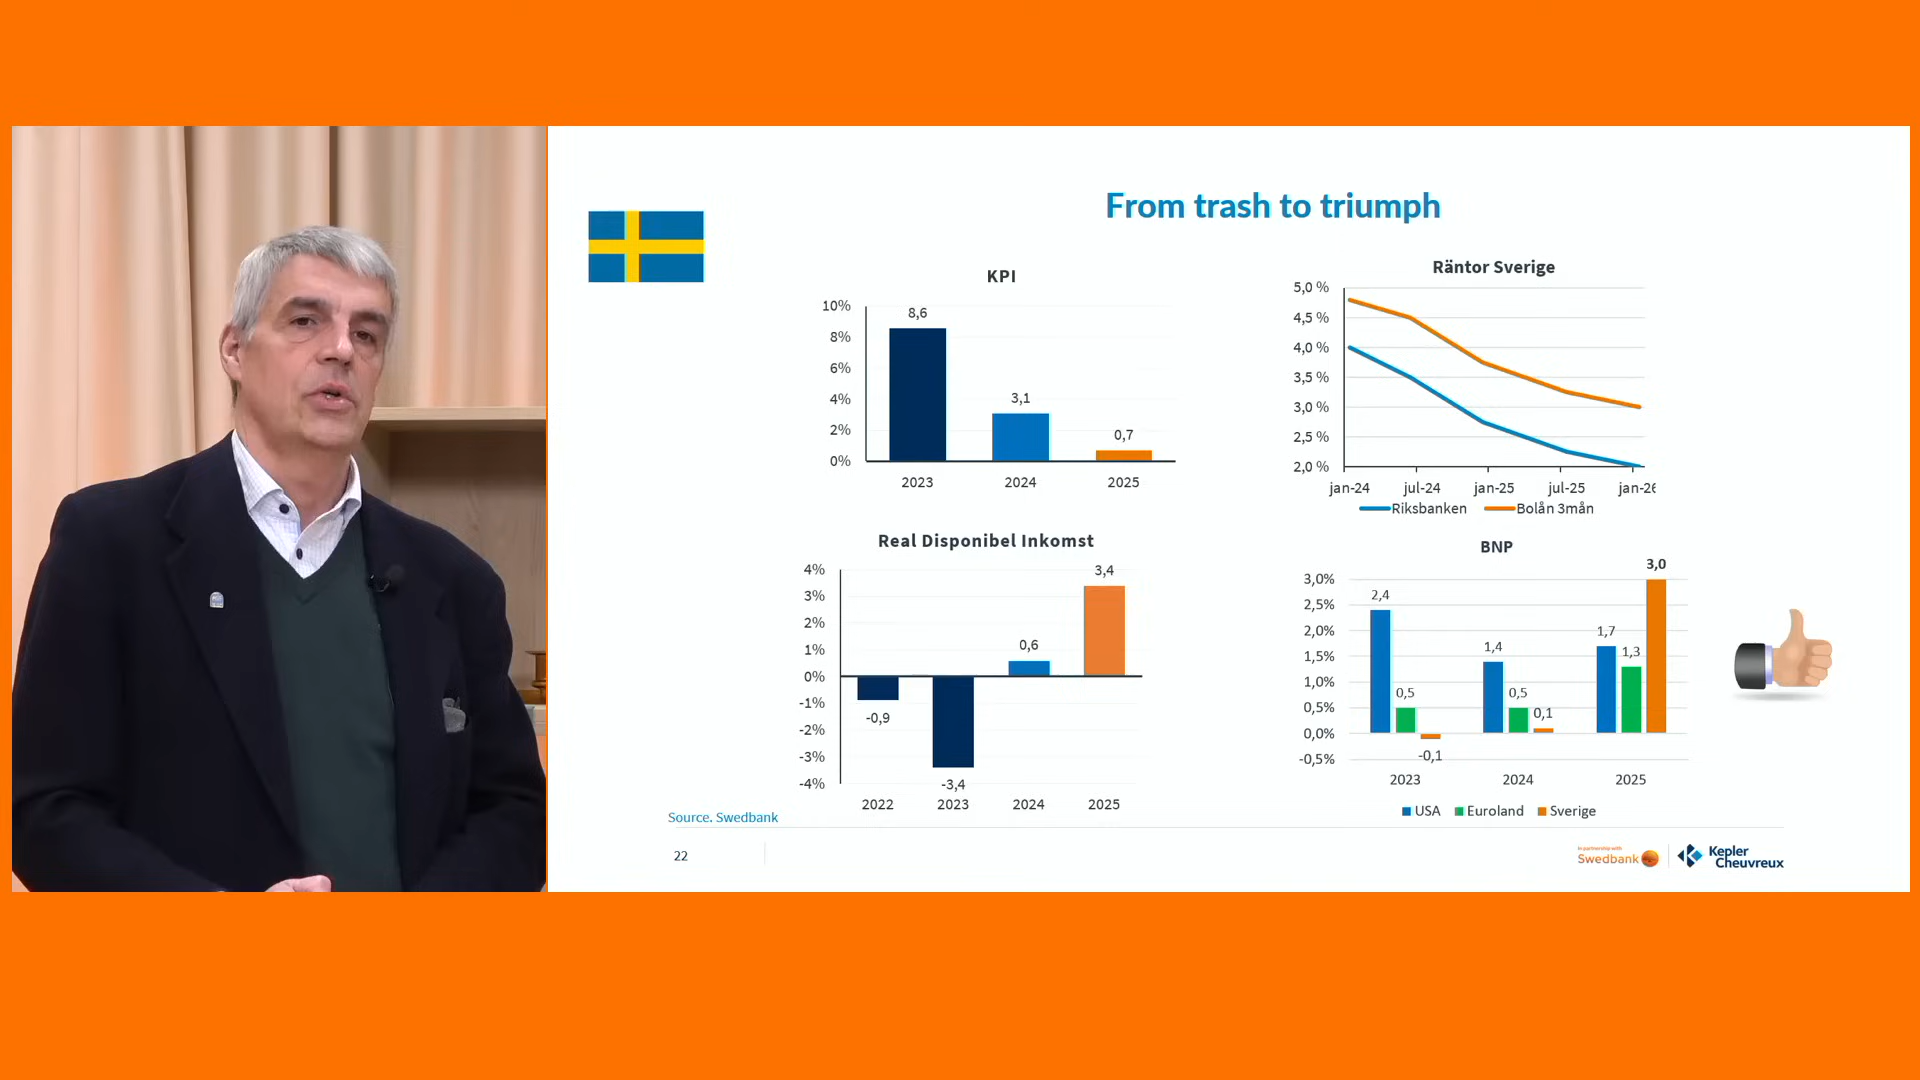 From trash to triumph
KPI
10%
8%
6%
4%
2%
0%
8,6
3,1
0,7
2023 2024 2025
Räntor Sverige
5,0 %
4,5 %
4,0 %
3,5 %
3,0 %
2,5 %
2,0 %
jan-24 jul-24 jan-25 jul-25 jan-26
Riksbanken Bolån 3mån
Real Disponibel Inkomst
4%
3%
2%
1%
0%
-1%
-2%
-3%
-4%
-0,9
-3,4
0,6
3,4
2022 2023 2024 2025
BNP
3,0%
2,5%
2,0%
1,5%
1,0%
0,5%
0,0%
-0,5%
2,4
0,5
-0,1
1,4
0,5
0,1
1,7
1,3
3,0
2023 2024 2025
USA Euroland Sverige
Source. Swedbank
22
In partnership with
Swedbank
Kepler
Cheuvreux